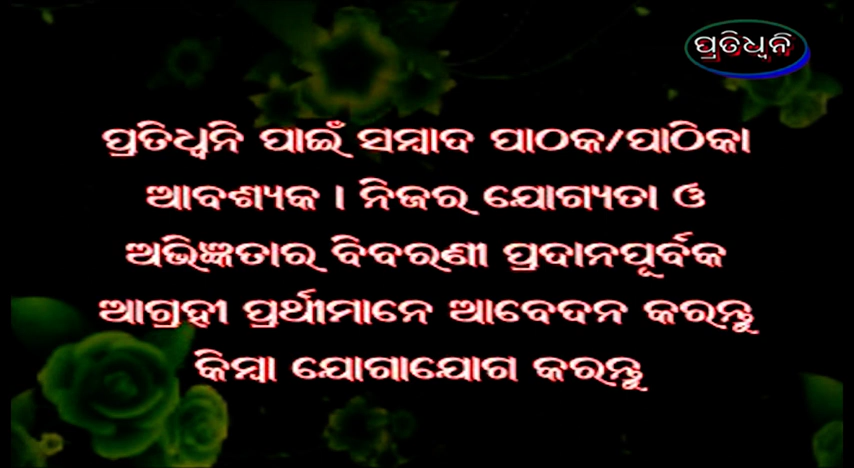 ପ୍ରତିଧ୍ୱନି
ପ୍ରତିଧ୍ୱନି ପାଇଁ ସମ୍ବାଦ ପାଠକ/ପାଠିକା
ଆବଶ୍ୟକ । ନିଜର ଯୋଗ୍ୟତା ଓ
ଅଭିଜ୍ଞତାର ବିବରଣୀ ପ୍ରଦାନପୂର୍ବକ
ଆଗ୍ରହୀ ପ୍ରର୍ଥୀମାନେ ଆବେଦନ କରନ୍ତୁ
କିମ୍ବା ଯୋଗାଯୋଗ କରନ୍ତୁ